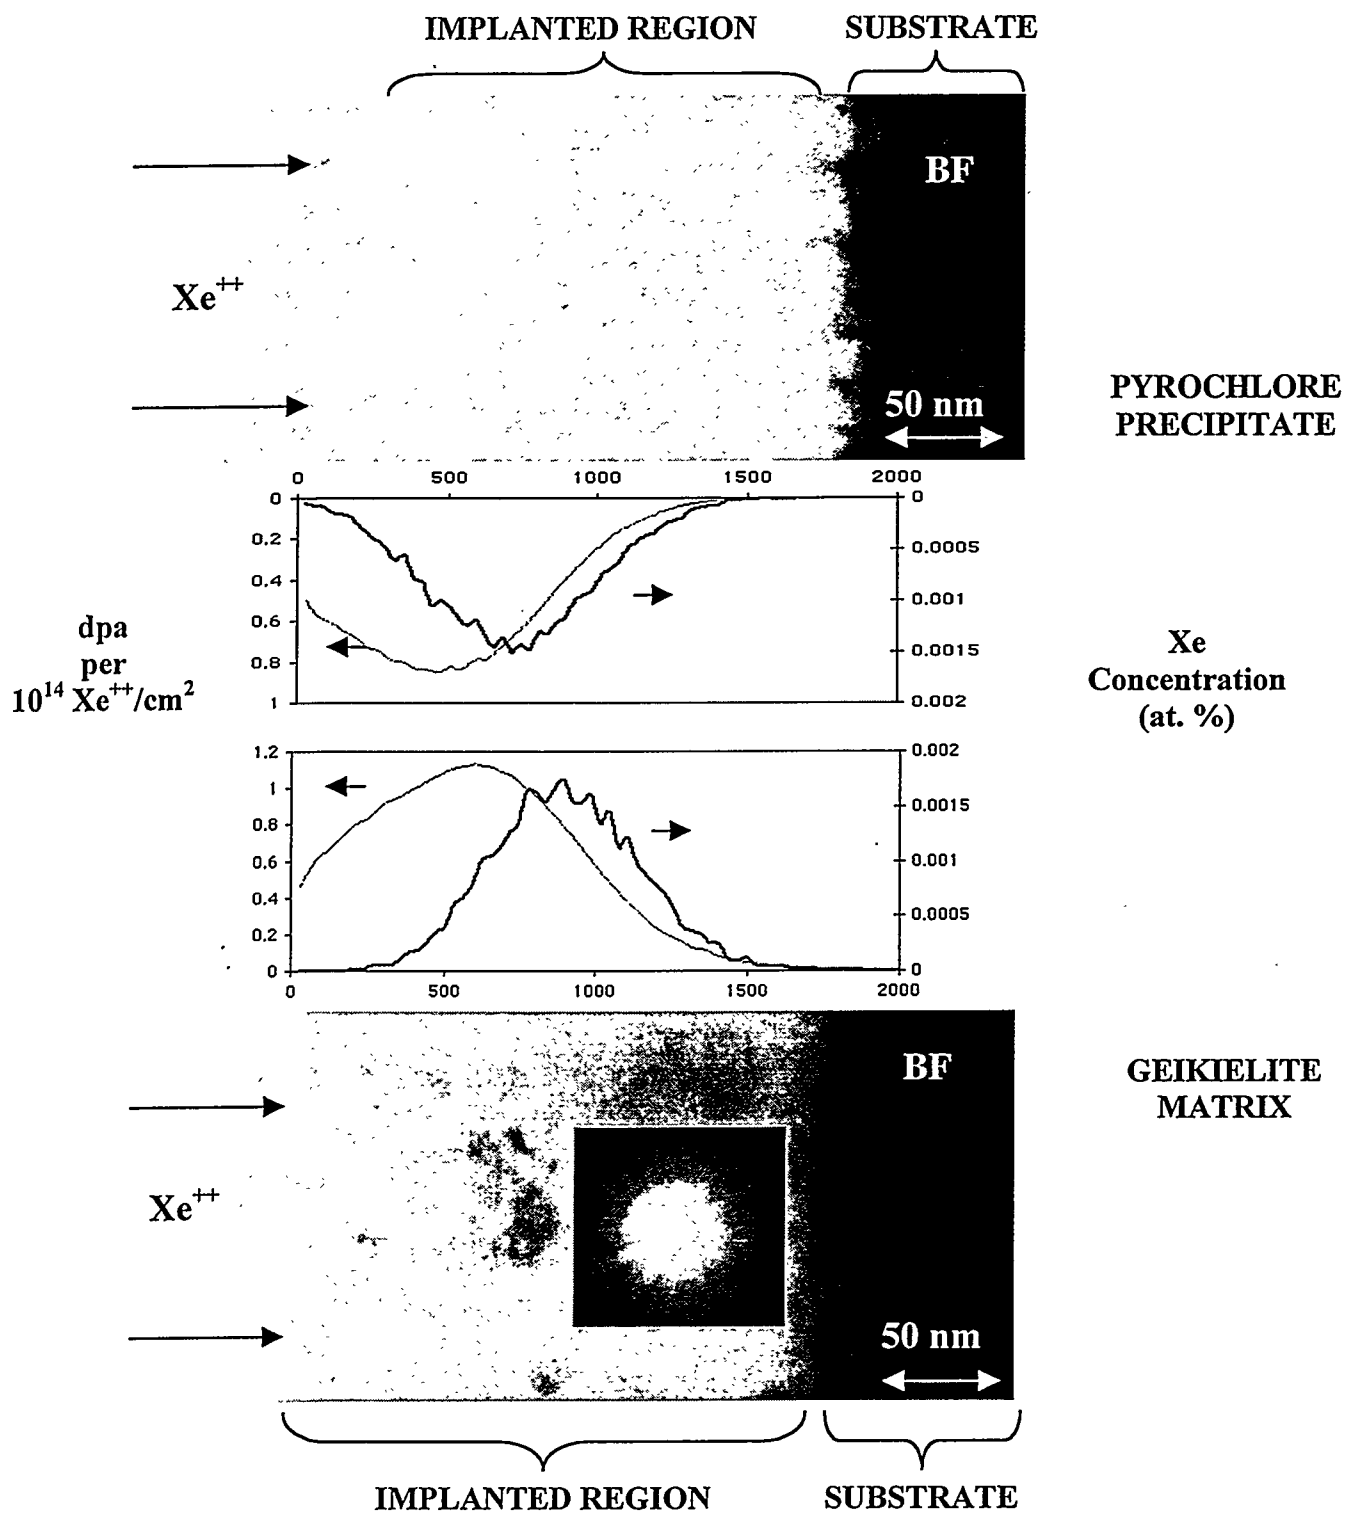 IMPLANTED REGION SUBSTRATE
BF
Xe++
50 nm
PYROCHLORE
PRECIPITATE
0 500 1000 1500 2000
0 0
0.2
0.0005
0.4
0.001
0.6
0.0015
0.8
1 0.002
dpa
per
10^14 Xe++/cm^2
Xe
Concentration
(at. %)
1.2 0.002
1
0.0015
0.8
0.6 0.001
0.4
0.0005
0.2
0 0
0 500 1000 1500 2000
BF
GEIKIELITE
MATRIX
Xe++
50 nm
IMPLANTED REGION SUBSTRATE